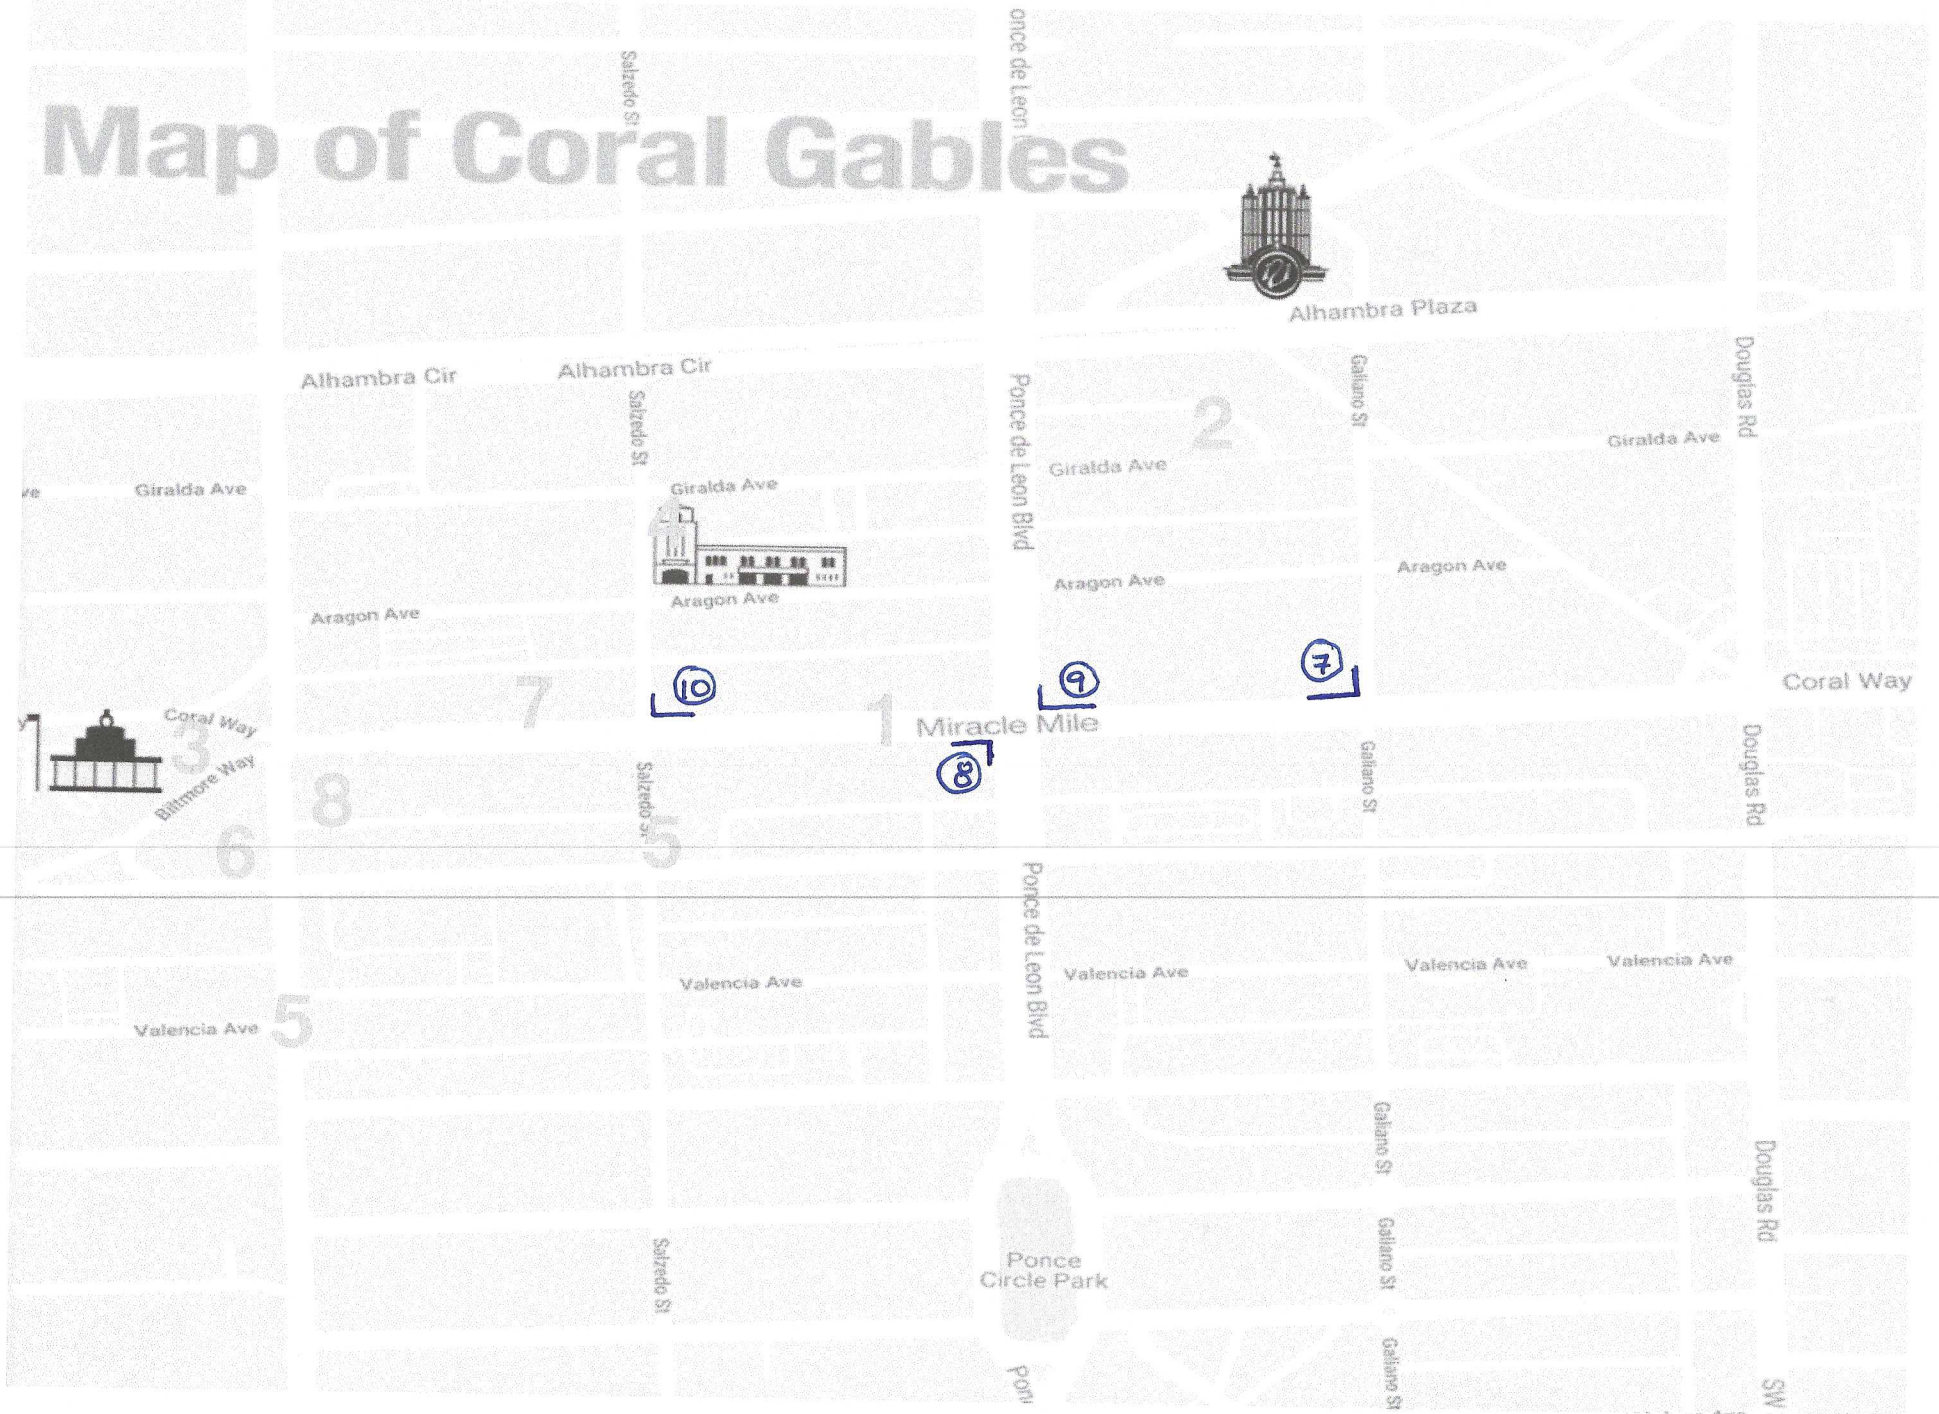 once de Leon
Salzedo St
Map of Coral Gables
Alhambra Plaza
Alhambra Cir
Alhambra Cir
Salzedo St
Ponce de Leon Blvd
Galiano St
Douglas Rd
2
Giralda Ave
Giralda Ave
ve
Giralda Ave
Giralda Ave
4
Aragon Ave
Aragon Ave
Aragon Ave
Aragon Ave
7
10
9
7
Coral Way
y
Coral Way
3
Biltmore Way
1
Miracle Mile
8
8
Salzedo St
Galiano St
Douglas Rd
6
5
Ponce de Leon Blvd
Valencia Ave
Valencia Ave
Valencia Ave
Valencia Ave
Valencia Ave
5
Galiano St
Douglas Rd
Salzedo St
Ponce
Circle Park
Galiano St
Galiano St
Pon
SW